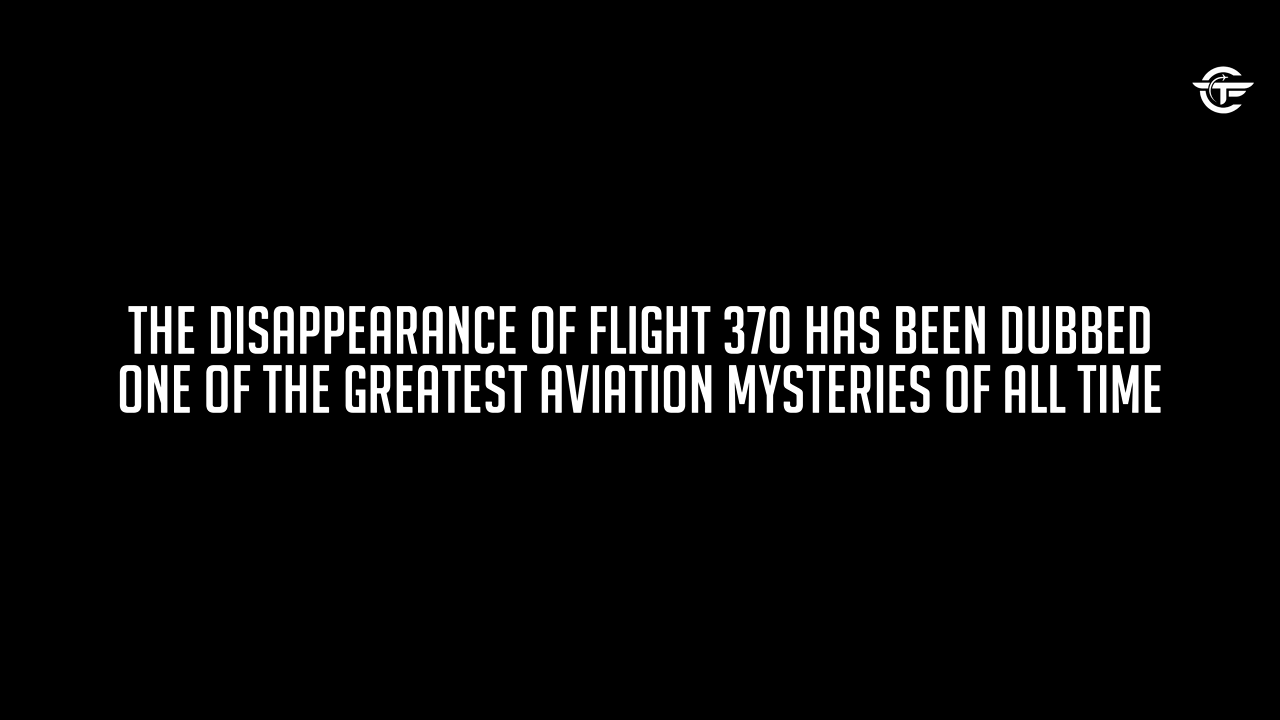 THE DISAPPEARANCE OF FLIGHT 370 HAS BEEN DUBBED
ONE OF THE GREATEST AVIATION MYSTERIES OF ALL TIME